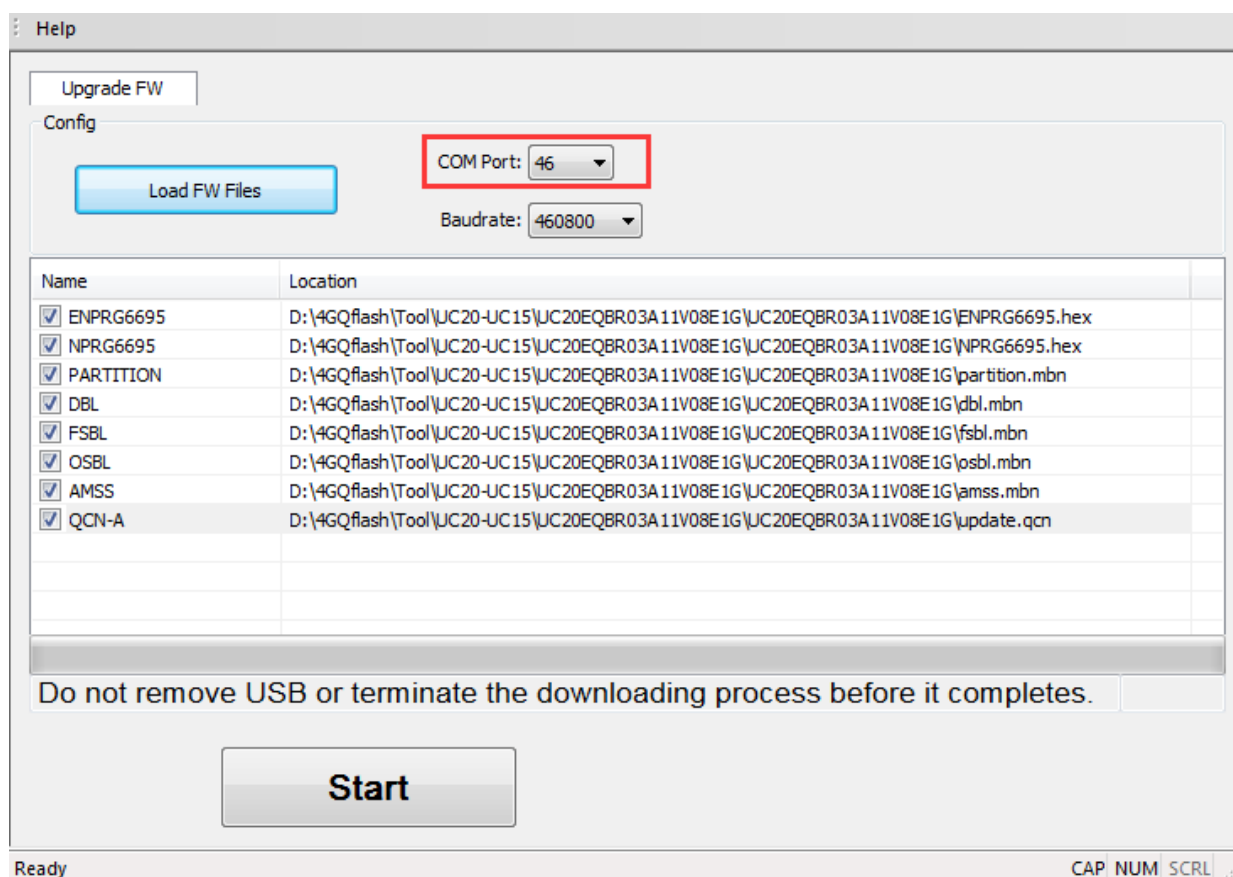 Help
Upgrade FW
Config
Load FW Files
COM Port: 46
Baudrate: 460800
Name Location
ENPRG6695 D:\4GQflash\Tool\UC20-UC15\UC20EQBR03A11V08E1G\UC20EQBR03A11V08E1G\ENPRG6695.hex
NPRG6695 D:\4GQflash\Tool\UC20-UC15\UC20EQBR03A11V08E1G\UC20EQBR03A11V08E1G\NPRG6695.hex
PARTITION D:\4GQflash\Tool\UC20-UC15\UC20EQBR03A11V08E1G\UC20EQBR03A11V08E1G\partition.mbn
DBL D:\4GQflash\Tool\UC20-UC15\UC20EQBR03A11V08E1G\UC20EQBR03A11V08E1G\dbl.mbn
FSBL D:\4GQflash\Tool\UC20-UC15\UC20EQBR03A11V08E1G\UC20EQBR03A11V08E1G\fsbl.mbn
OSBL D:\4GQflash\Tool\UC20-UC15\UC20EQBR03A11V08E1G\UC20EQBR03A11V08E1G\osbl.mbn
AMSS D:\4GQflash\Tool\UC20-UC15\UC20EQBR03A11V08E1G\UC20EQBR03A11V08E1G\amss.mbn
QCN-A D:\4GQflash\Tool\UC20-UC15\UC20EQBR03A11V08E1G\UC20EQBR03A11V08E1G\update.qcn
Do not remove USB or terminate the downloading process before it completes.
Start
Ready CAP NUM SCRL